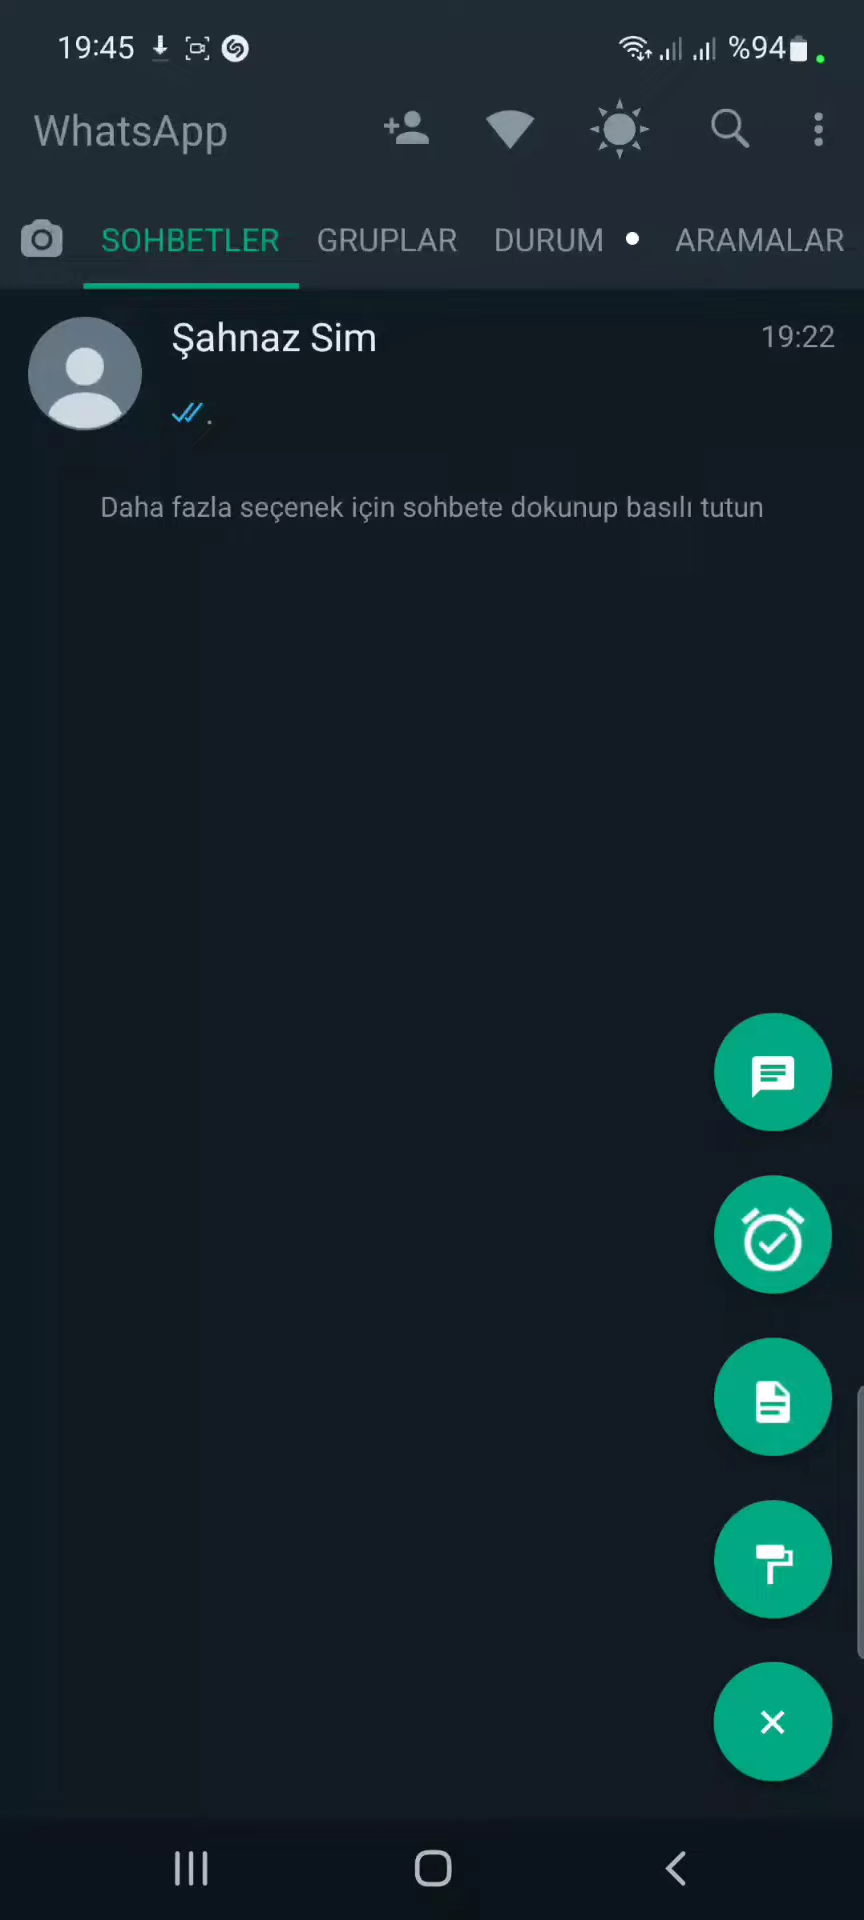 19:45 %94
WhatsApp
SOHBETLER GRUPLAR DURUM ARAMALAR
Şahnaz Sim 19:22
.
Daha fazla seçenek için sohbete dokunup basılı tutun